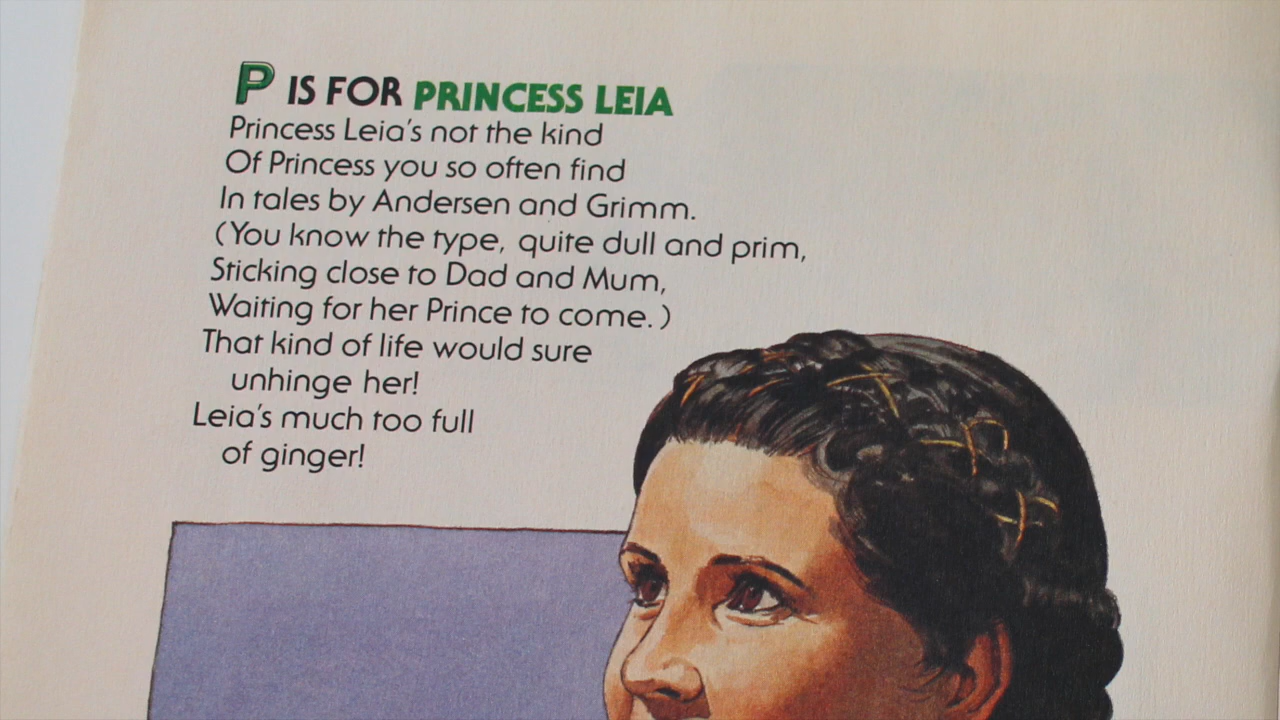 P IS FOR PRINCESS LEIA
Princess Leia's not the kind
Of Princess you so often find
In tales by Andersen and Grimm.
(You know the type, quite dull and prim,
Sticking close to Dad and Mum,
Waiting for her Prince to come.)
That kind of life would sure
unhinge her!
Leia's much too full
of ginger!